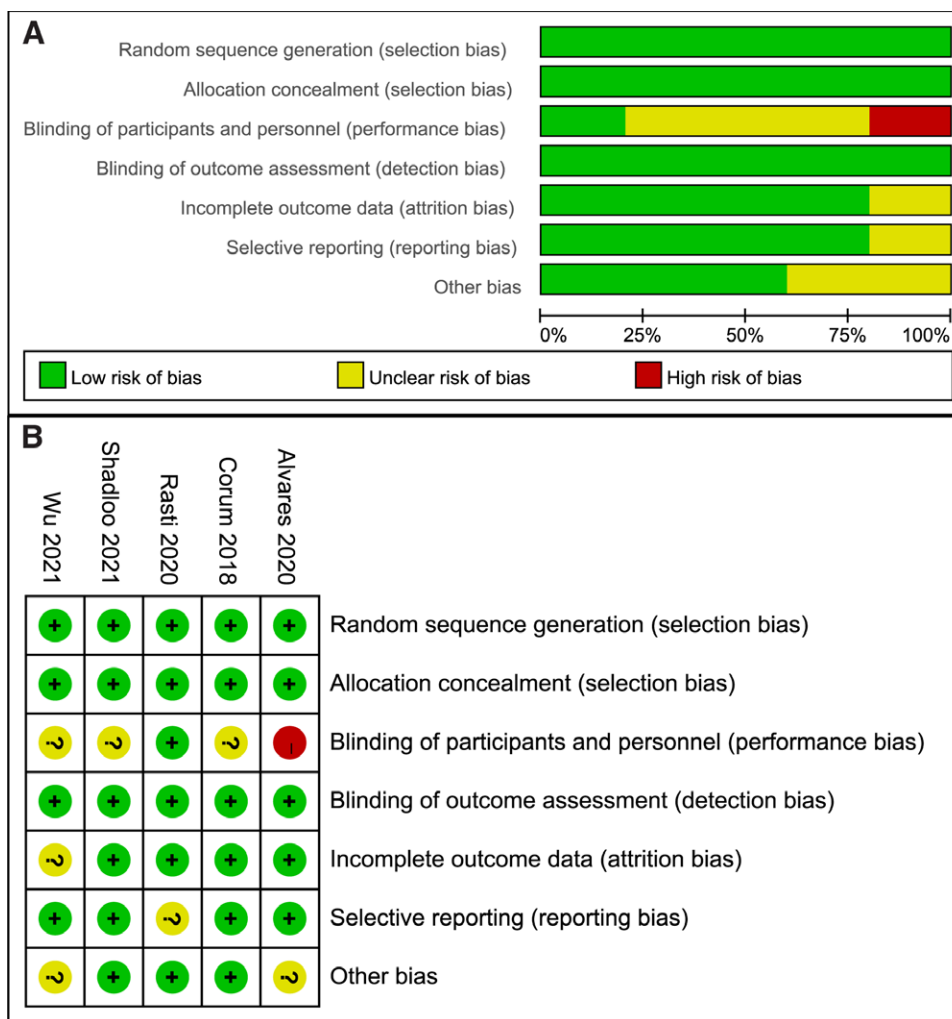 A
Random sequence generation (selection bias)
Allocation concealment (selection bias)
Blinding of participants and personnel (performance bias)
Blinding of outcome assessment (detection bias)
Incomplete outcome data (attrition bias)
Selective reporting (reporting bias)
Other bias
0% 25% 50% 75% 100%
Low risk of bias Unclear risk of bias High risk of bias
B
Wu 2021 Shadloo 2021 Rasti 2020 Corum 2018 Alvares 2020
+ + + + + Random sequence generation (selection bias)
+ + + + + Allocation concealment (selection bias)
? ? + ? – Blinding of participants and personnel (performance bias)
+ + + + + Blinding of outcome assessment (detection bias)
? + + + + Incomplete outcome data (attrition bias)
+ + ? + + Selective reporting (reporting bias)
? + + + ? Other bias